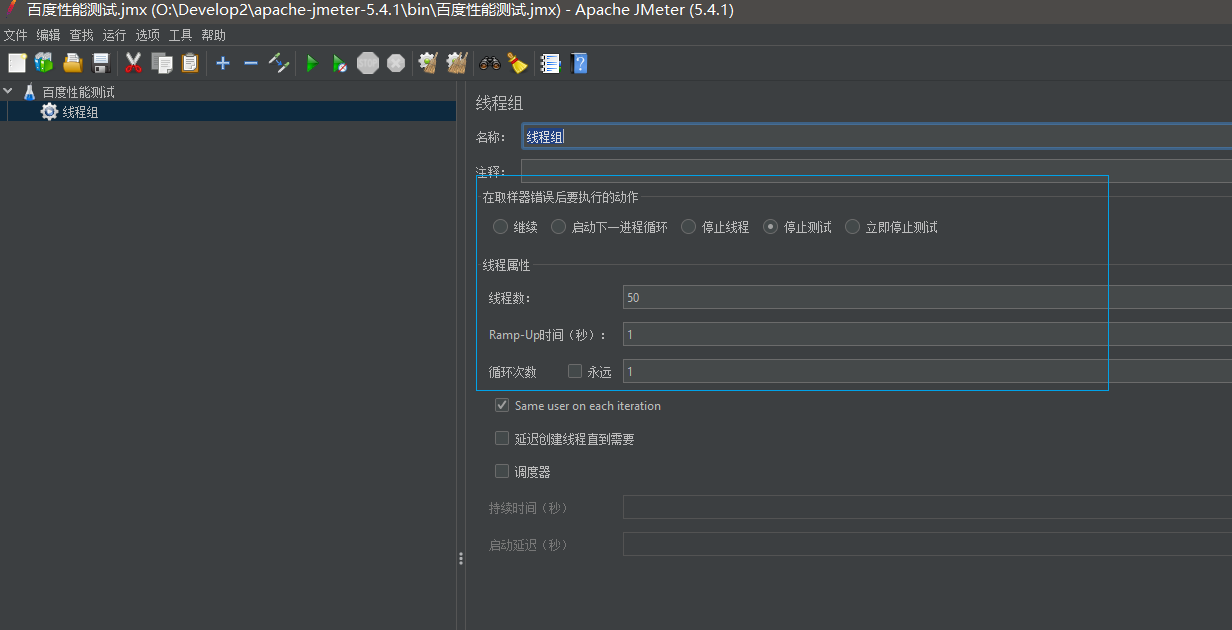 百度性能测试.jmx (O:\Develop2\apache-jmeter-5.4.1\bin\百度性能测试.jmx) - Apache JMeter (5.4.1)
文件 编辑 查找 运行 选项 工具 帮助
STOP
百度性能测试
线程组
线程组
名称： 线程组
注释：
在取样器错误后要执行的动作
继续 启动下一进程循环 停止线程 停止测试 立即停止测试
线程属性
线程数： 50
Ramp-Up时间（秒）： 1
循环次数 永远 1
Same user on each iteration
延迟创建线程直到需要
调度器
持续时间（秒）
启动延迟（秒）